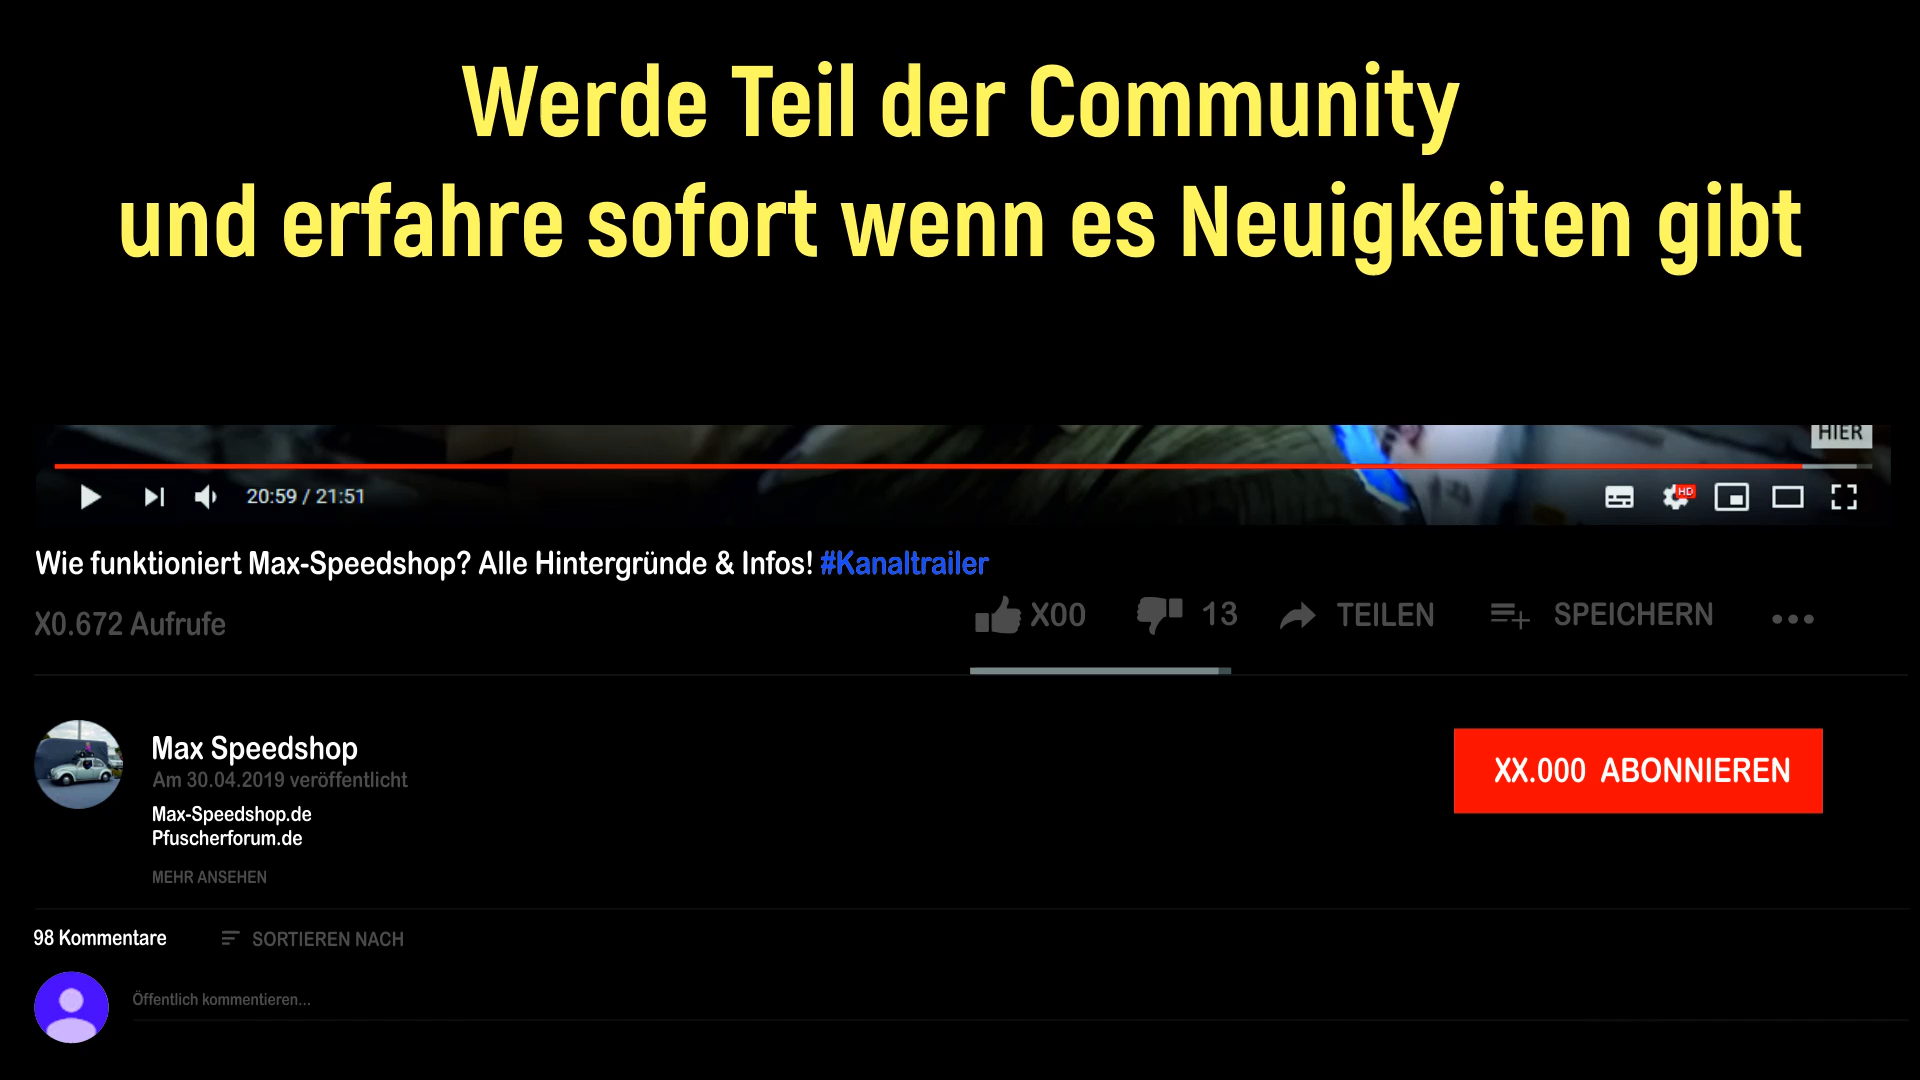 Werde Teil der Community
und erfahre sofort wenn es Neuigkeiten gibt
HIER
20:59 / 21:51
HD
Wie funktioniert Max-Speedshop? Alle Hintergründe & Infos! #Kanaltrailer
X0.672 Aufrufe
X00 13 TEILEN SPEICHERN
Max Speedshop
Am 30.04.2019 veröffentlicht
XX.000 ABONNIEREN
Max-Speedshop.de
Pfuscherforum.de
MEHR ANSEHEN
98 Kommentare SORTIEREN NACH
Öffentlich kommentieren...